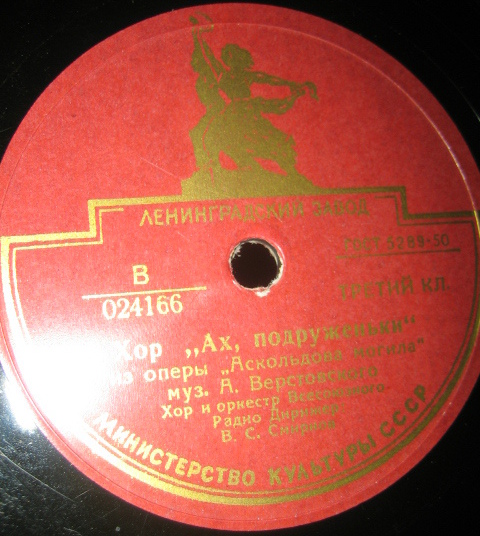 ЛЕНИНГРАДСКИЙ ЗАВОД
ГОСТ 5289-50
В
024166
ТРЕТИЙ КЛ.
Хор „Ах, подруженьки“
из оперы „Аскольдова могила“
муз. А. Верстовского
Хор и оркестр Всесоюзного
Радио Дирижер
В. С. Смирнов
МИНИСТЕРСТВО КУЛЬТУРЫ СССР